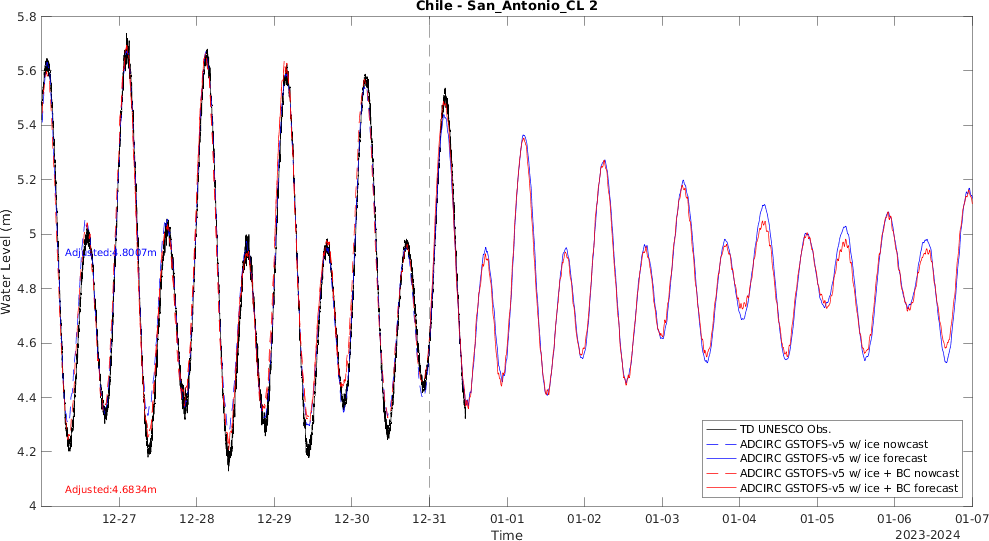 Chile - San_Antonio_CL 2
Water Level (m)
5.8
5.6
5.4
5.2
5
4.8
4.6
4.4
4.2
4
Adjusted:4.8007m
Adjusted:4.6834m
TD UNESCO Obs.
ADCIRC GSTOFS-v5 w/ ice nowcast
ADCIRC GSTOFS-v5 w/ ice forecast
ADCIRC GSTOFS-v5 w/ ice + BC nowcast
ADCIRC GSTOFS-v5 w/ ice + BC forecast
12-27 12-28 12-29 12-30 12-31 01-01 01-02 01-03 01-04 01-05 01-06 01-07
Time
2023-2024